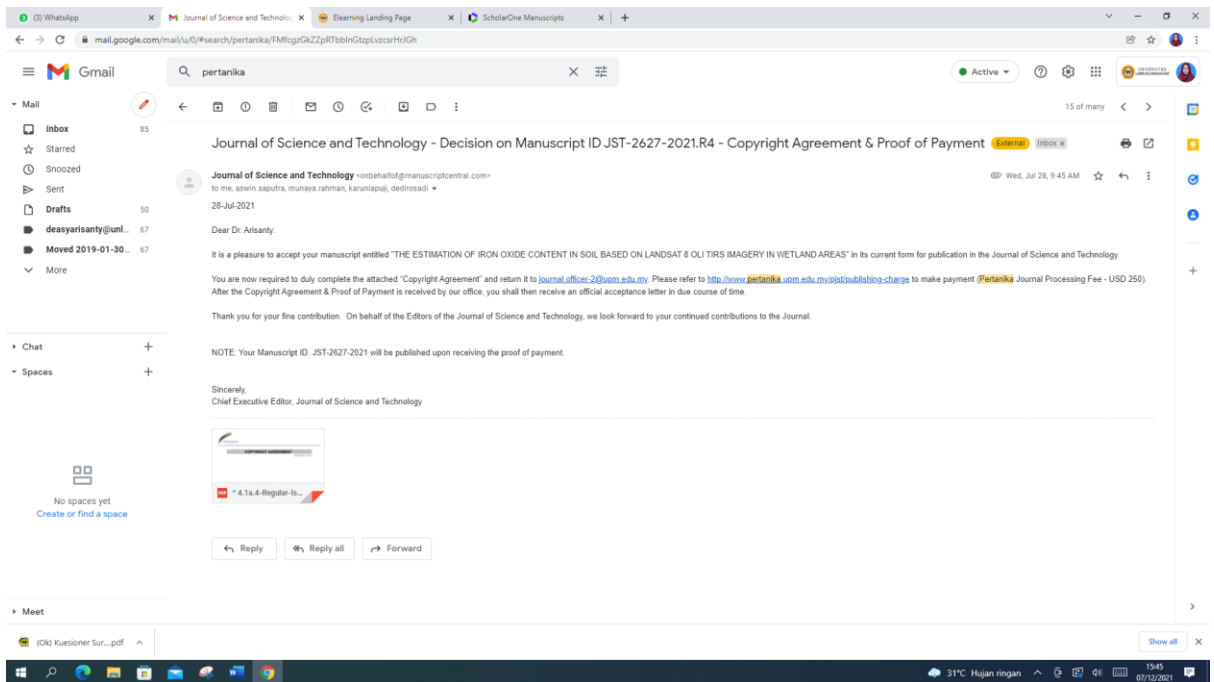 (3) WhatsApp
Journal of Science and Technolog
Elearning Landing Page
ScholarOne Manuscripts
mail.google.com/mail/u/0/#search/pertanika/FMfcgzGkZZpRTbblnGtzpLvzcsrHrJGh
Gmail
pertanika
Active
UNIVERSITAS
Mail
15 of many
Inbox 85
Starred
Snoozed
Sent
Drafts 50
deasyarisanty@unl... 67
Moved 2019-01-30... 67
More
Journal of Science and Technology - Decision on Manuscript ID JST-2627-2021.R4 - Copyright Agreement & Proof of Payment External Inbox x
Journal of Science and Technology <onbehalfof@manuscriptcentral.com> Wed, Jul 28, 9:45 AM
to me, aswin.saputra, munaya.rahman, karuniapuji, dedirosadi
28-Jul-2021
Dear Dr. Arisanty:
It is a pleasure to accept your manuscript entitled "THE ESTIMATION OF IRON OXIDE CONTENT IN SOIL BASED ON LANDSAT 8 OLI TIRS IMAGERY IN WETLAND AREAS" in its current form for publication in the Journal of Science and Technology.
You are now required to duly complete the attached "Copyright Agreement" and return it to journal.officer-2@upm.edu.my. Please refer to http://www.pertanika.upm.edu.my/pjst/publishing-charge to make payment (Pertanika Journal Processing Fee - USD 250).
After the Copyright Agreement & Proof of Payment is received by our office, you shall then receive an official acceptance letter in due course of time.
Thank you for your fine contribution. On behalf of the Editors of the Journal of Science and Technology, we look forward to your continued contributions to the Journal.
NOTE: Your Manuscript ID. JST-2627-2021 will be published upon receiving the proof of payment.
Sincerely,
Chief Executive Editor, Journal of Science and Technology
Chat
Spaces
No spaces yet
Create or find a space
COPYRIGHT AGREEMENT
PDF * 4.1a.4-Regular-Is...
Reply
Reply all
Forward
Meet
(Ok) Kuesioner Sur....pdf
Show all
31°C Hujan ringan
15:45
07/12/2021